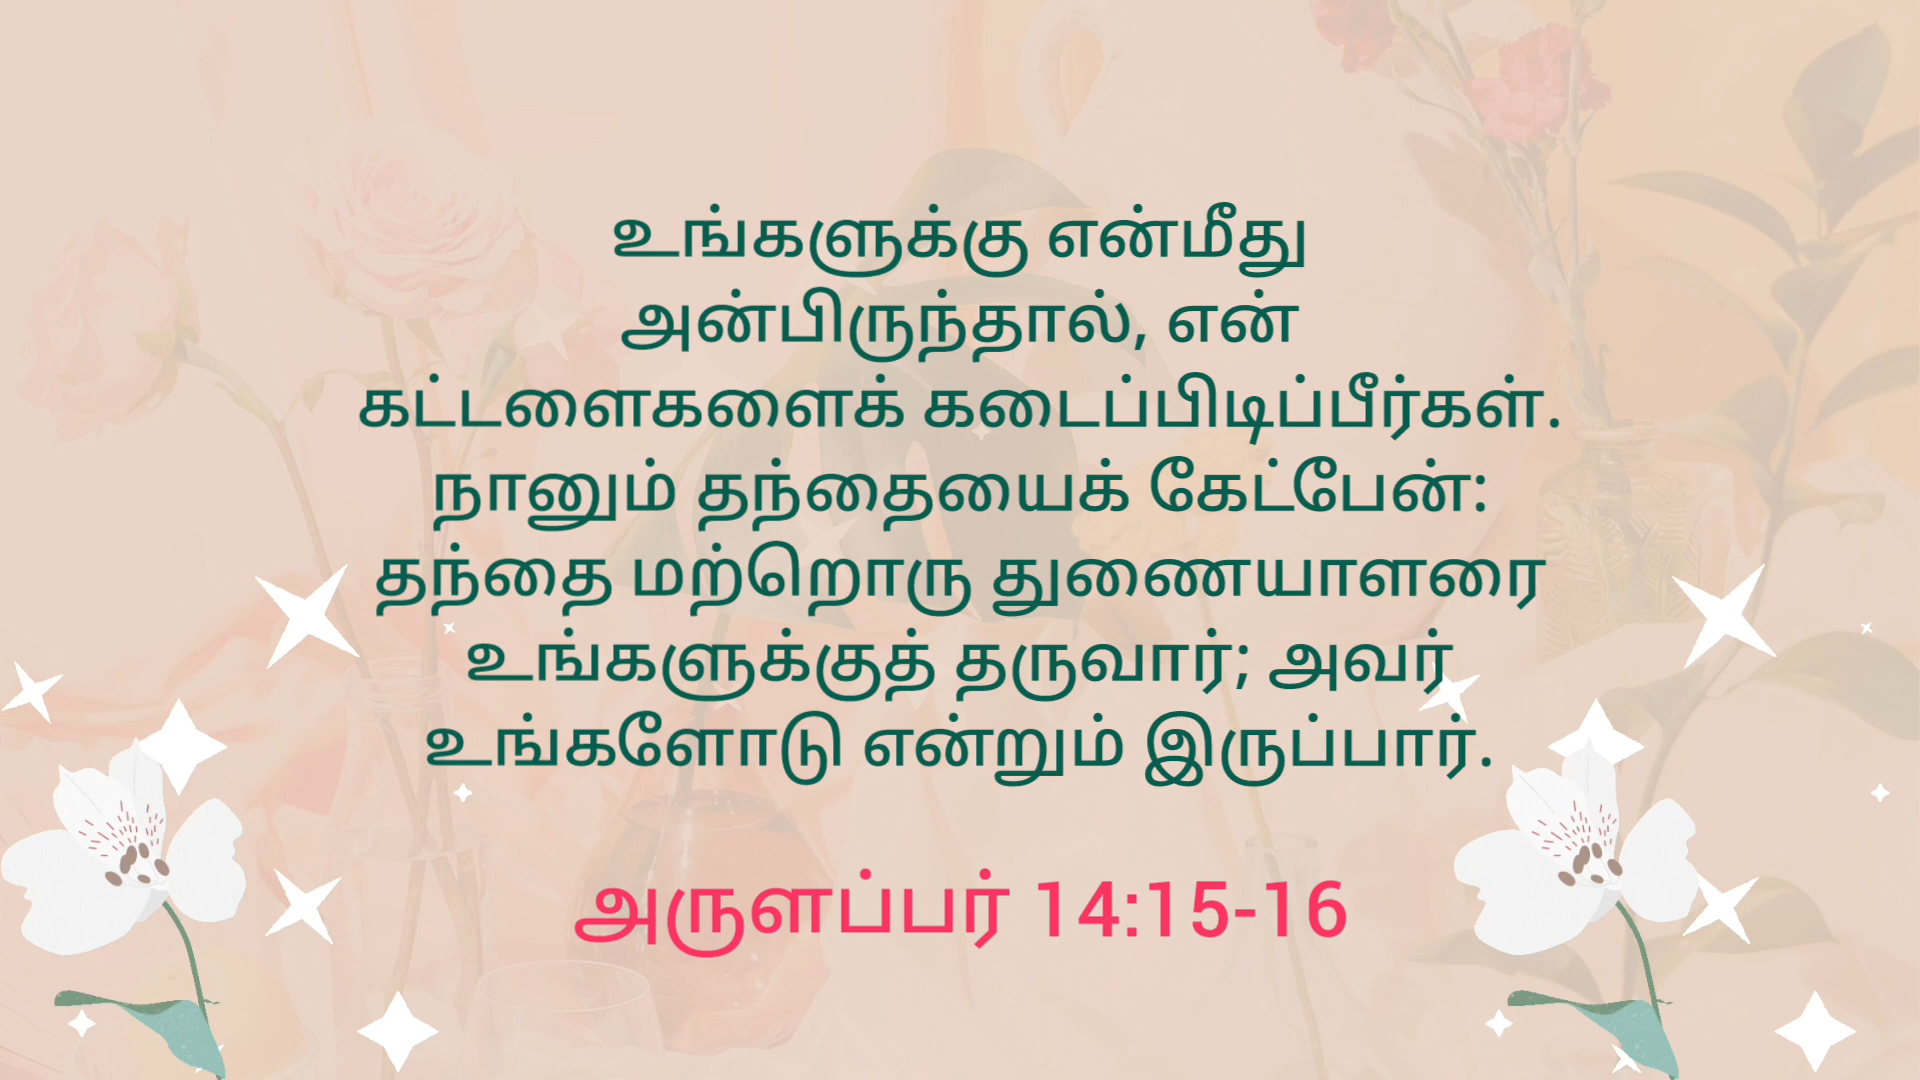 உங்களுக்கு என்மீது
அன்பிருந்தால், என்
கட்டளைகளைக் கடைப்பிடிப்பீர்கள்.
நானும் தந்தையைக் கேட்பேன்:
தந்தை மற்றொரு துணையாளரை
உங்களுக்குத் தருவார்; அவர்
உங்களோடு என்றும் இருப்பார்.
அருளப்பர் 14:15-16